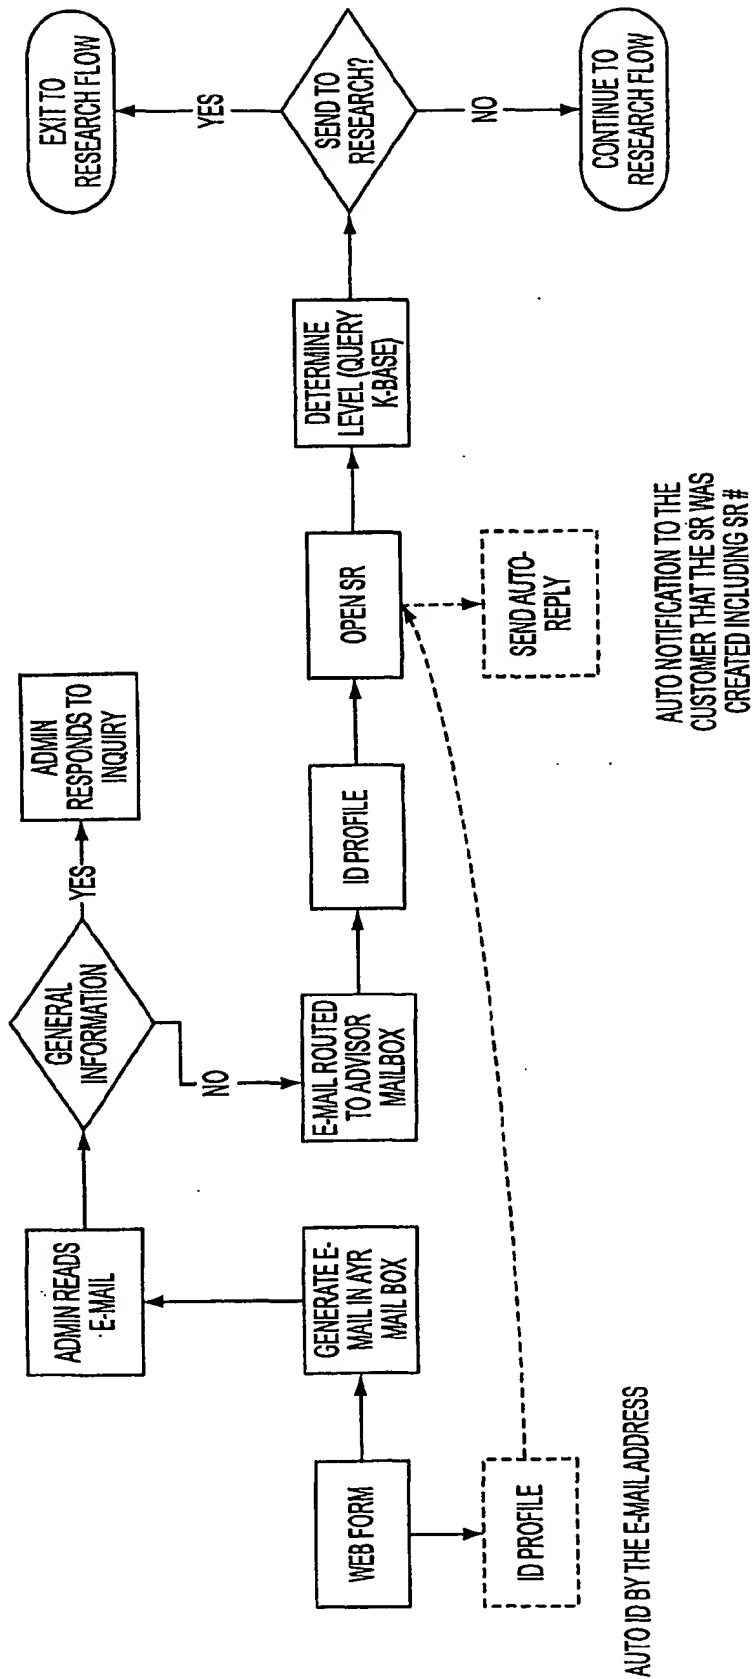 WEB FORM
GENERATE E-
MAIL IN AYR
MAIL BOX
ADMIN READS
E-MAIL
GENERAL
INFORMATION
YES
ADMIN
RESPONDS TO
INQUIRY
NO
E-MAIL ROUTED
TO ADVISOR
MAILBOX
ID PROFILE
OPEN SR
DETERMINE
LEVEL (QUERY
K-BASE)
SEND TO
RESEARCH?
YES
EXIT TO
RESEARCH FLOW
NO
CONTINUE TO
RESEARCH FLOW
ID PROFILE
AUTO ID BY THE E-MAIL ADDRESS
SEND AUTO-
REPLY
AUTO NOTIFICATION TO THE
CUSTOMER THAT THE SR WAS
CREATED INCLUDING SR #